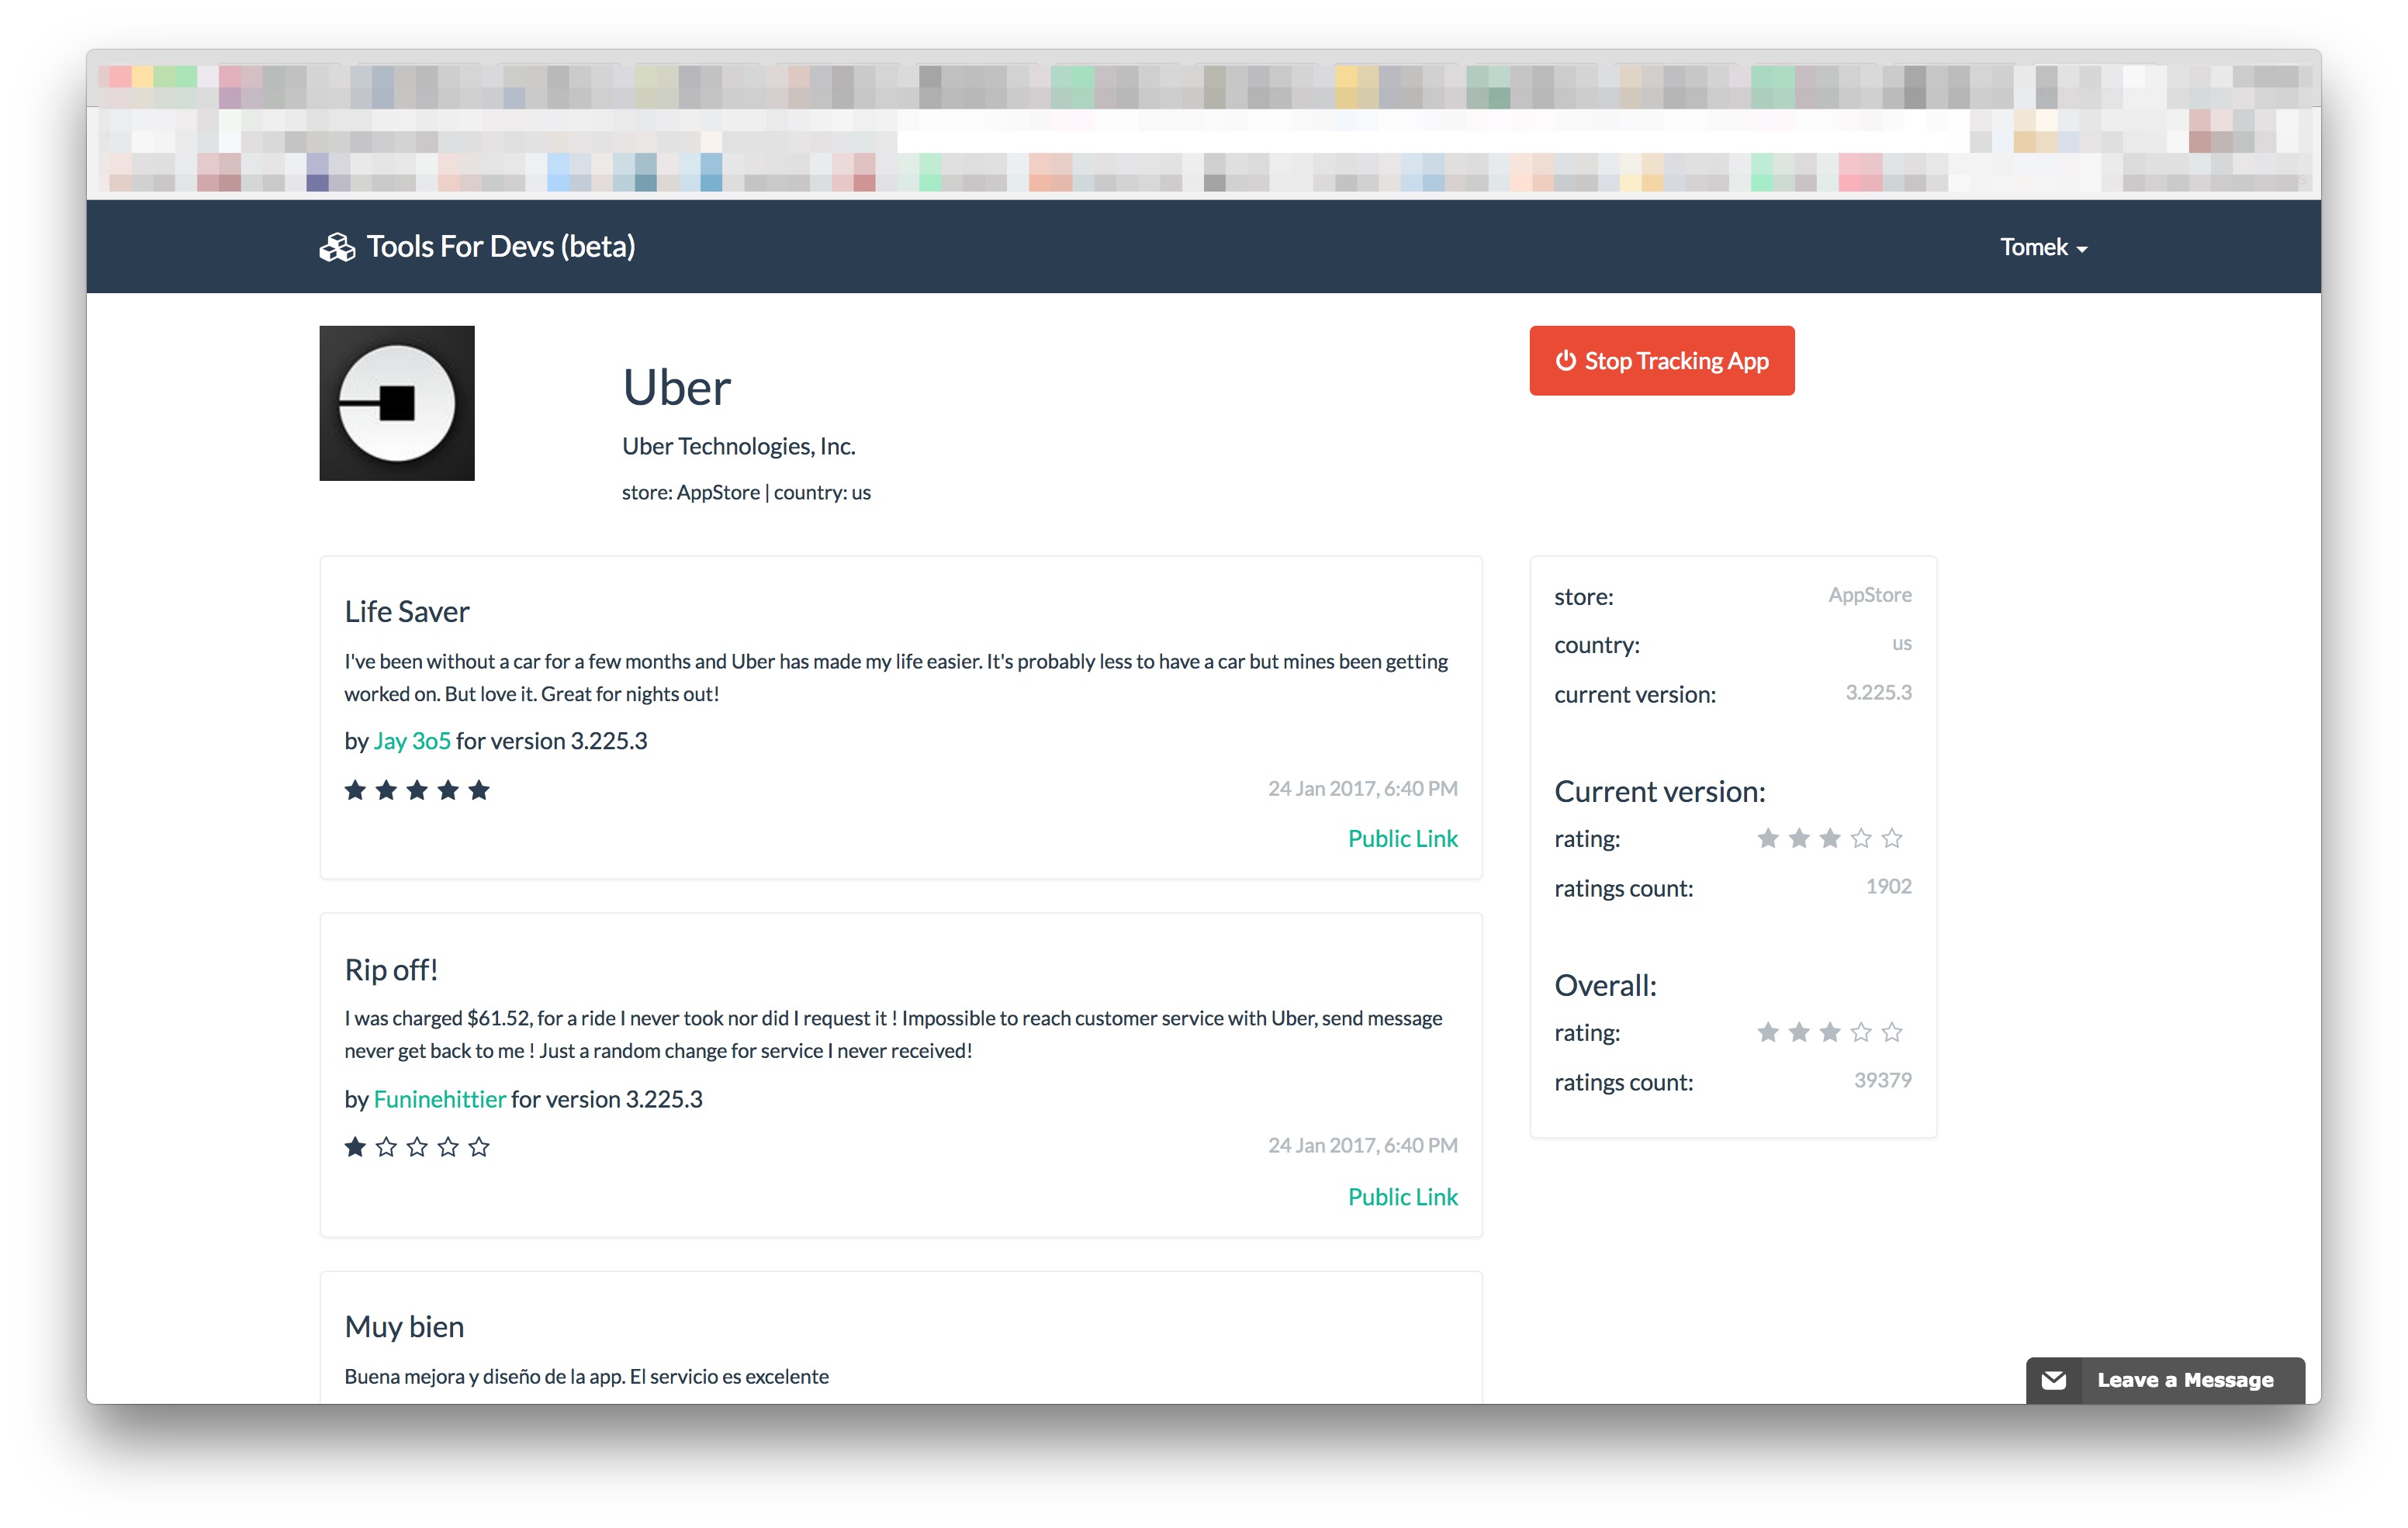 Tools For Devs (beta)
Tomek
Uber
Uber Technologies, Inc.
store: AppStore | country: us
Stop Tracking App
Life Saver
I've been without a car for a few months and Uber has made my life easier. It's probably less to have a car but mines been getting
worked on. But love it. Great for nights out!
by Jay 3o5 for version 3.225.3
24 Jan 2017, 6:40 PM
Public Link
Rip off!
I was charged $61.52, for a ride I never took nor did I request it ! Impossible to reach customer service with Uber, send message
never get back to me ! Just a random change for service I never received!
by Funinehittier for version 3.225.3
24 Jan 2017, 6:40 PM
Public Link
Muy bien
Buena mejora y diseño de la app. El servicio es excelente
store: AppStore
country: us
current version: 3.225.3
Current version:
rating:
ratings count: 1902
Overall:
rating:
ratings count: 39379
Leave a Message